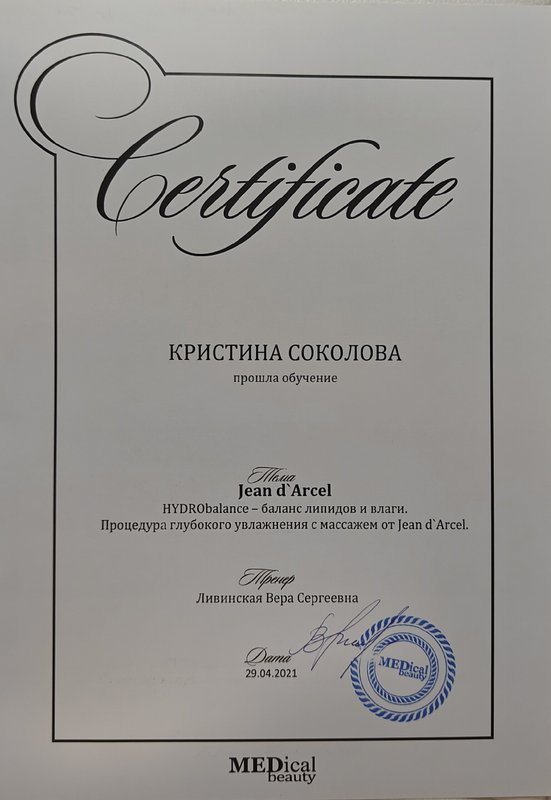 Certificate
КРИСТИНА СОКОЛОВА
прошла обучение
Тема
Jean d`Arcel
HYDRObalance – баланс липидов и влаги.
Процедура глубокого увлажнения с массажем от Jean d`Arcel.
Тренер
Ливинская Вера Сергеевна
Дата
29.04.2021
MEDical
beauty
MEDical
beauty